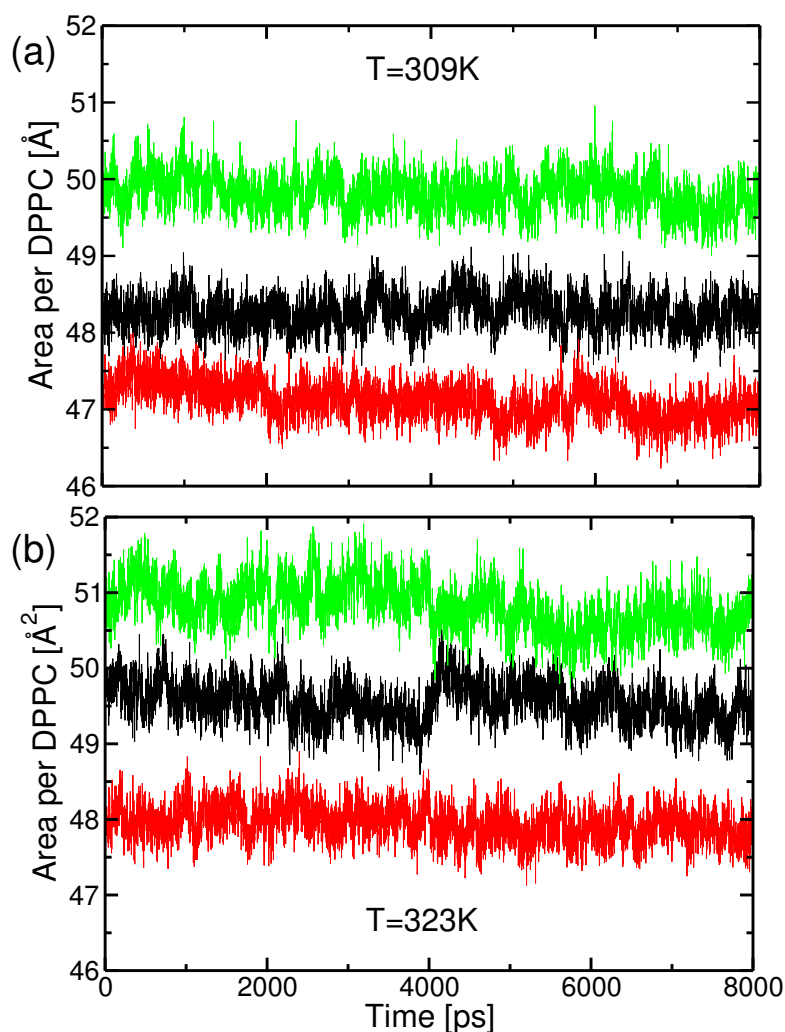 (a)
T=309K
Area per DPPC [Å]
52
51
50
49
48
47
46
(b)
Area per DPPC [Å²]
52
51
50
49
48
47
46
T=323K
0 2000 4000 6000 8000
Time [ps]